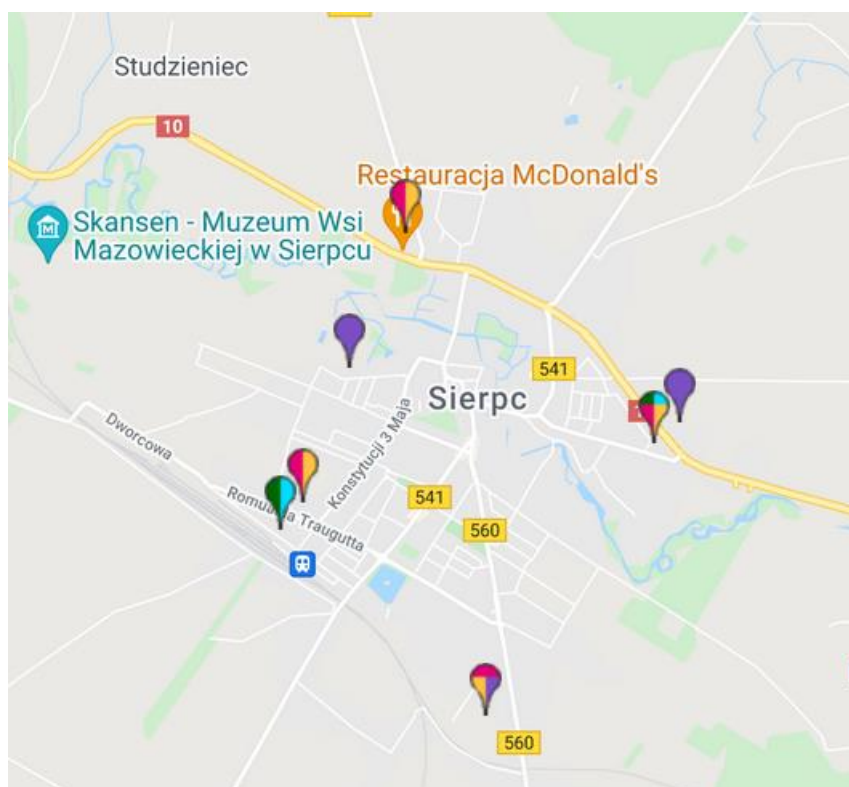 Studzieniec
10
Restauracja McDonald's
Skansen - Muzeum Wsi
Mazowieckiej w Sierpcu
M
541
Sierpc
Konstytucji 3 Maja
Dworcowa
541
Traugutta
560
560